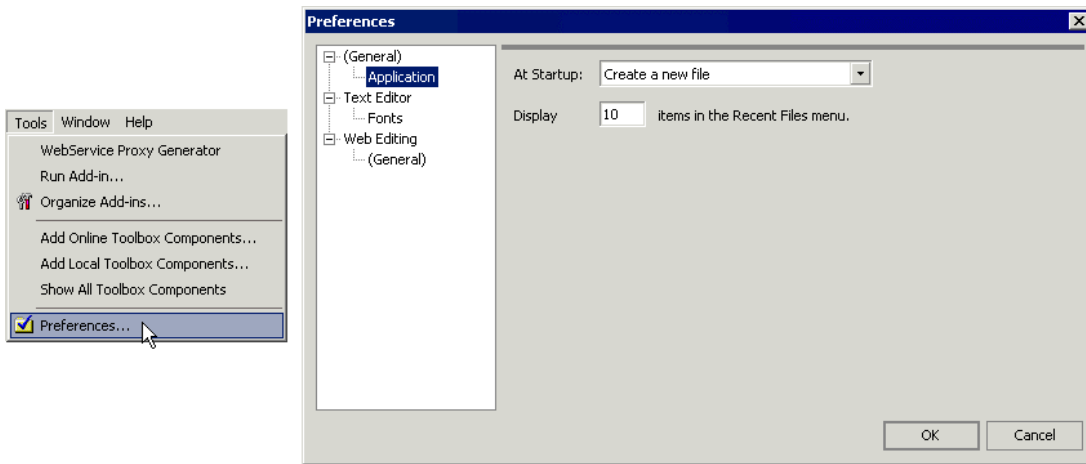 Tools Window Help
WebService Proxy Generator
Run Add-in...
Organize Add-ins...
Add Online Toolbox Components...
Add Local Toolbox Components...
Show All Toolbox Components
Preferences...
Preferences
(General)
Application
Text Editor
Fonts
Web Editing
(General)
At Startup: Create a new file
Display 10 items in the Recent Files menu.
OK Cancel